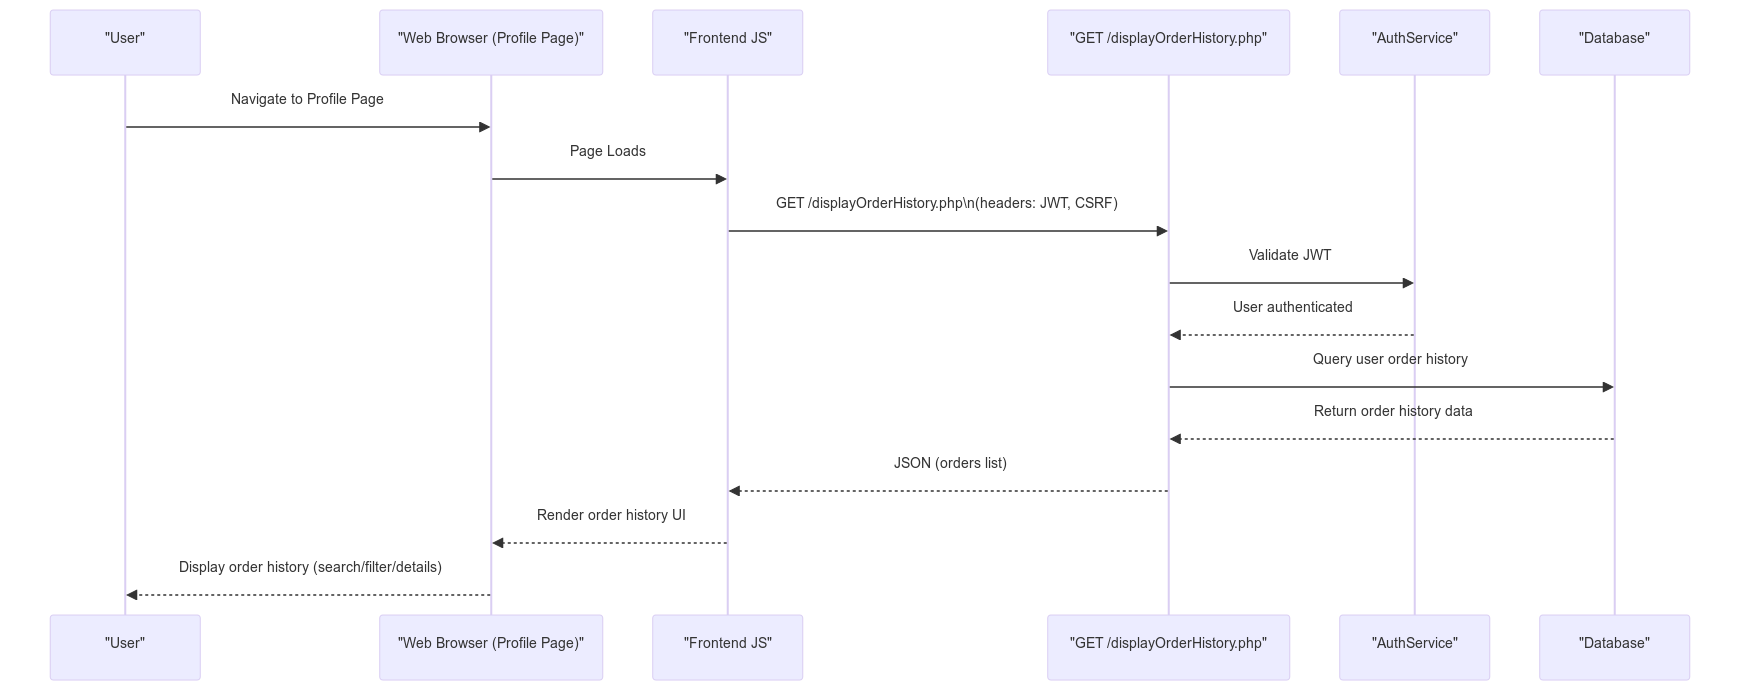 "User"
"Web Browser (Profile Page)"
"Frontend JS"
"GET /displayOrderHistory.php"
"AuthService"
"Database"
Navigate to Profile Page
Page Loads
GET /displayOrderHistory.php\n(headers: JWT, CSRF)
Validate JWT
User authenticated
Query user order history
Return order history data
JSON (orders list)
Render order history UI
Display order history (search/filter/details)
"User"
"Web Browser (Profile Page)"
"Frontend JS"
"GET /displayOrderHistory.php"
"AuthService"
"Database"